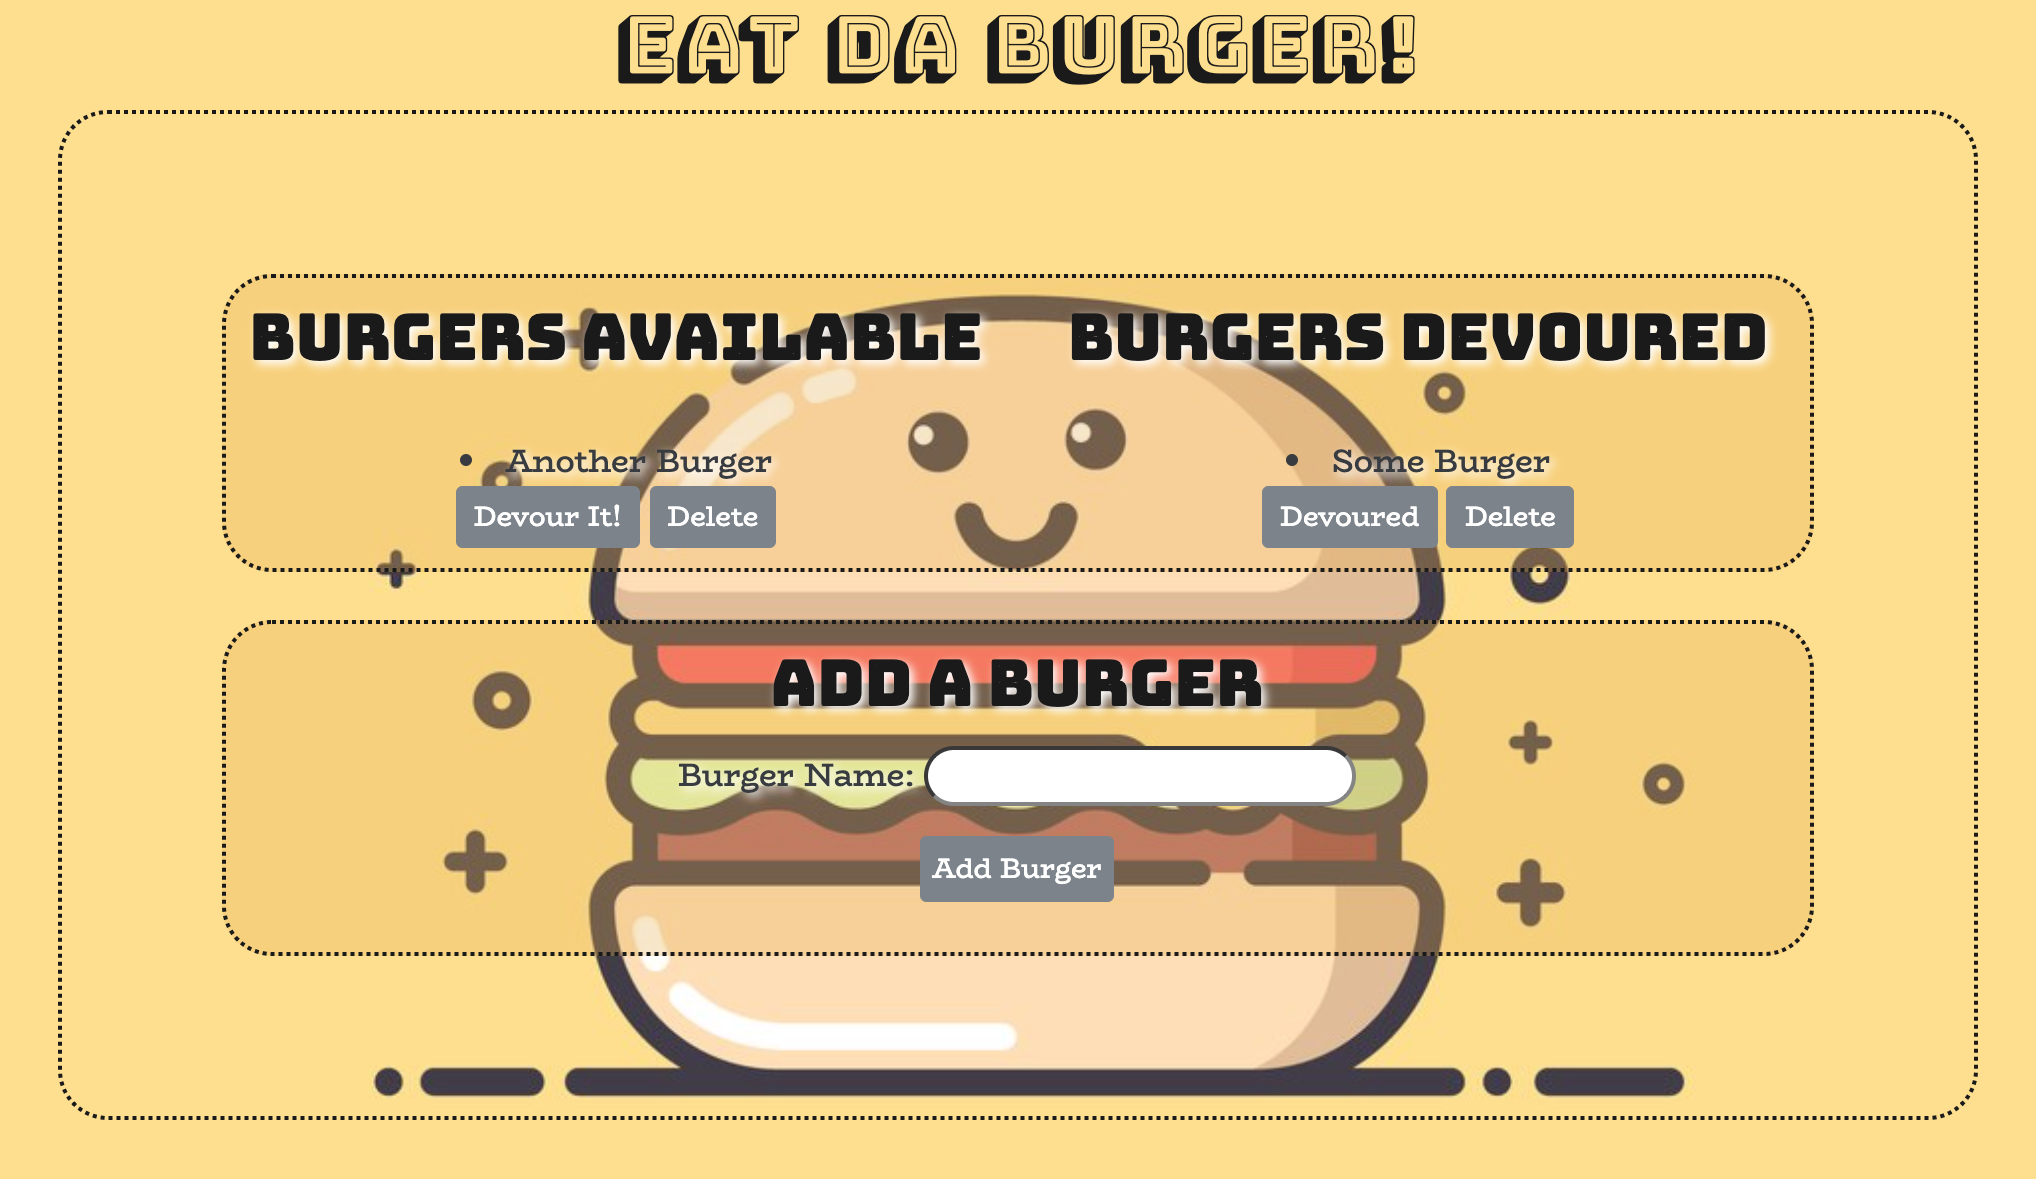 EAT DA BURGER!
BURGERS AVAILABLE
Another Burger
Devour It! Delete
BURGERS DEVOURED
Some Burger
Devoured Delete
ADD A BURGER
Burger Name:
Add Burger